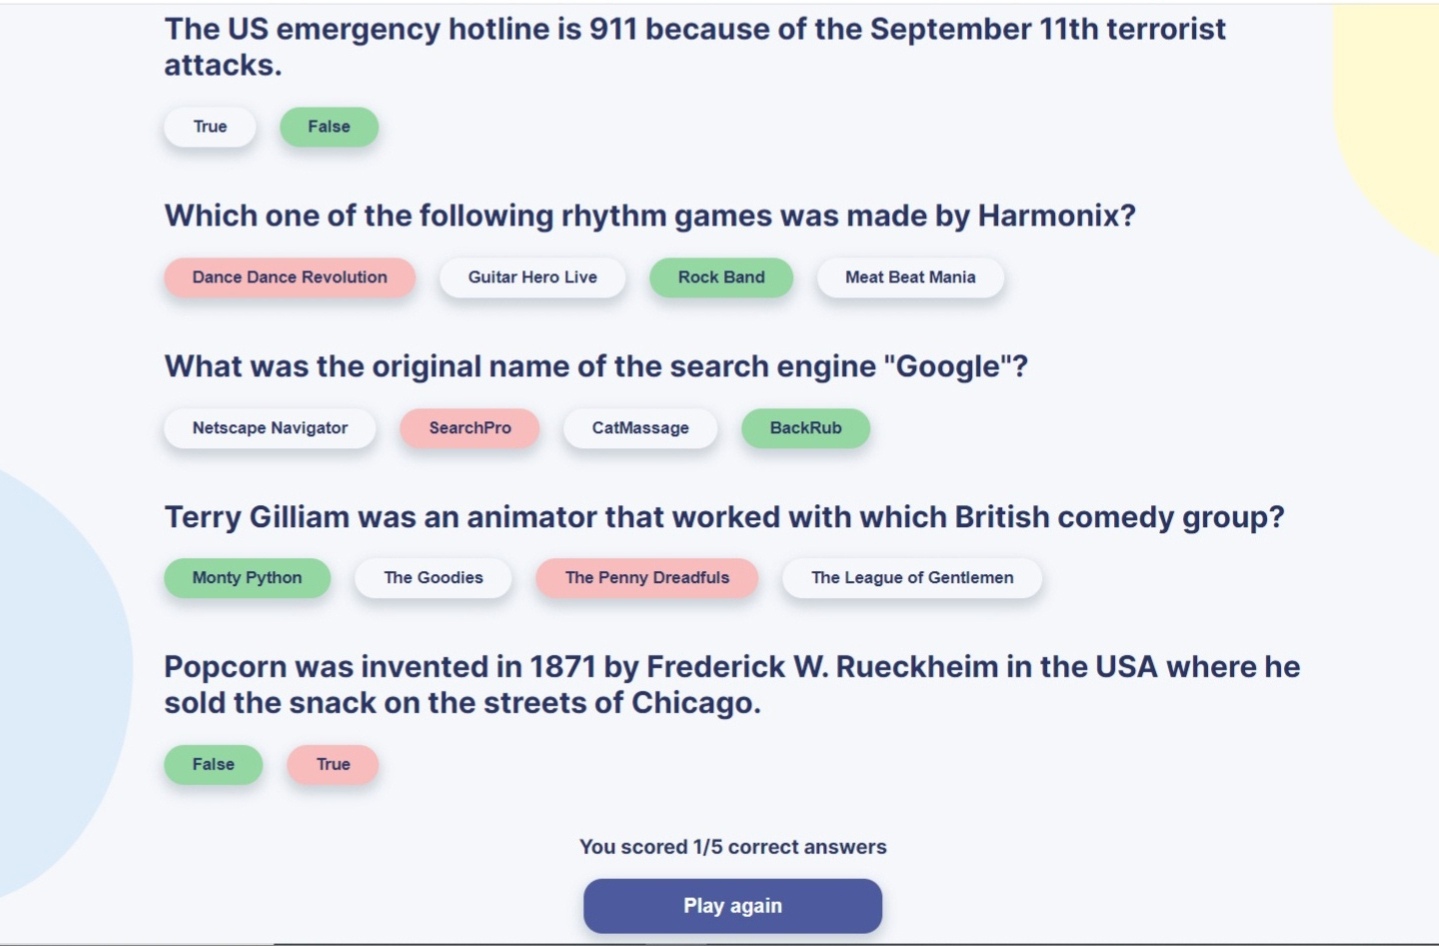 The US emergency hotline is 911 because of the September 11th terrorist
attacks.
True False
Which one of the following rhythm games was made by Harmonix?
Dance Dance Revolution Guitar Hero Live Rock Band Meat Beat Mania
What was the original name of the search engine "Google"?
Netscape Navigator SearchPro CatMassage BackRub
Terry Gilliam was an animator that worked with which British comedy group?
Monty Python The Goodies The Penny Dreadfuls The League of Gentlemen
Popcorn was invented in 1871 by Frederick W. Rueckheim in the USA where he
sold the snack on the streets of Chicago.
False True
You scored 1/5 correct answers
Play again